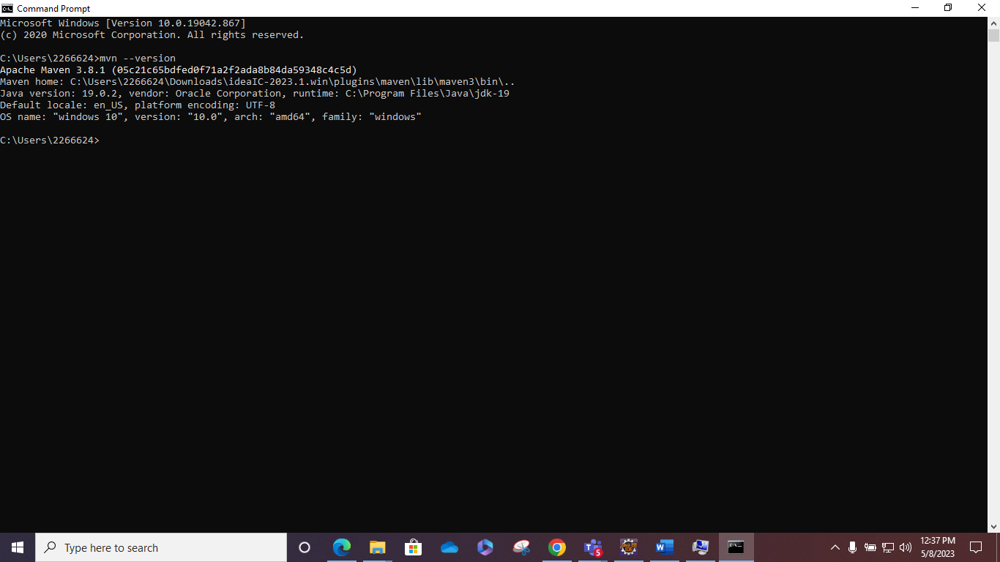 Command Prompt
Microsoft Windows [Version 10.0.19042.867]
(c) 2020 Microsoft Corporation. All rights reserved.
C:\Users\2266624>mvn --version
Apache Maven 3.8.1 (05c21c65bdfed0f71a2f2ada8b84da59348c4c5d)
Maven home: C:\Users\2266624\Downloads\ideaIC-2023.1.win\plugins\maven\lib\maven3\bin\..
Java version: 19.0.2, vendor: Oracle Corporation, runtime: C:\Program Files\Java\jdk-19
Default locale: en_US, platform encoding: UTF-8
OS name: "windows 10", version: "10.0", arch: "amd64", family: "windows"
C:\Users\2266624>
Type here to search
12:37 PM
5/8/2023